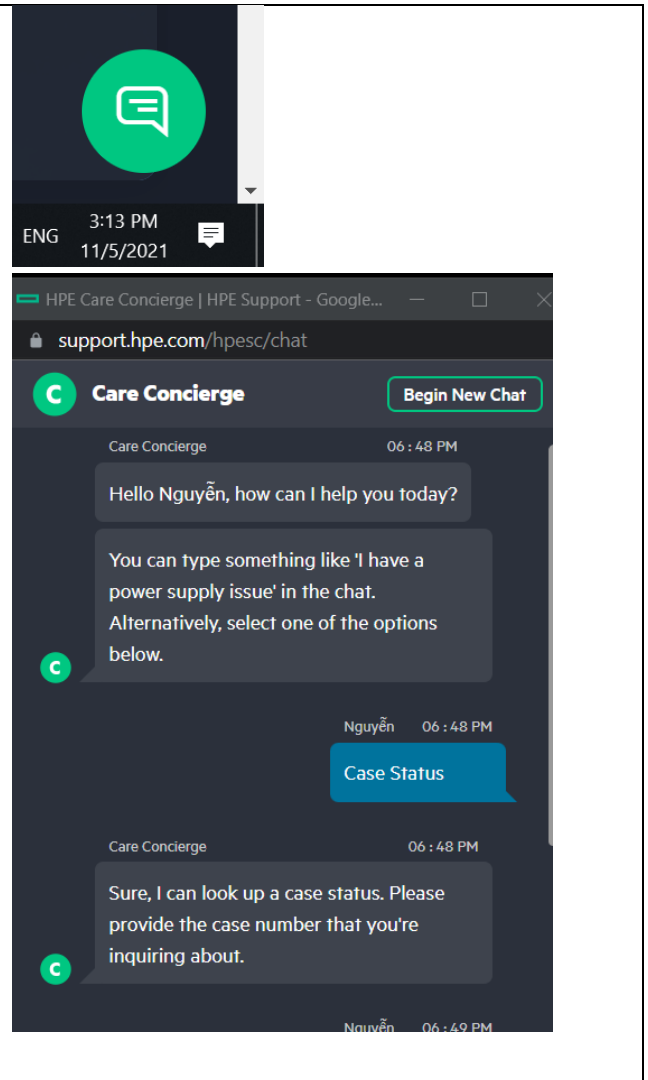 3:13 PM
ENG
11/5/2021
HPE Care Concierge | HPE Support - Google...
support.hpe.com/hpesc/chat
C Care Concierge Begin New Chat
Care Concierge 06 : 48 PM
Hello Nguyễn, how can I help you today?
You can type something like 'I have a
power supply issue' in the chat.
Alternatively, select one of the options
below.
C
Nguyễn 06 : 48 PM
Case Status
Care Concierge 06 : 48 PM
Sure, I can look up a case status. Please
provide the case number that you're
inquiring about.
C
Nguyễn 06 : 49 PM